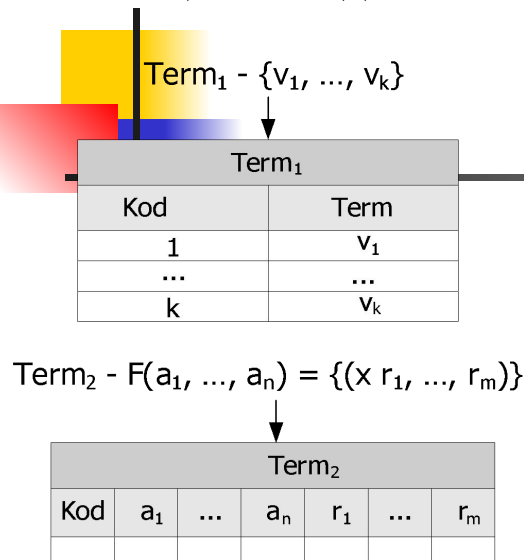 Term₁ - {v₁, ..., vₖ}
Term₁
Kod Term
1 v₁
... ...
k vₖ
Term₂ - F(a₁, ..., aₙ) = {(x r₁, ..., rₘ)}
Term₂
Kod a₁ ... aₙ r₁ ... rₘ